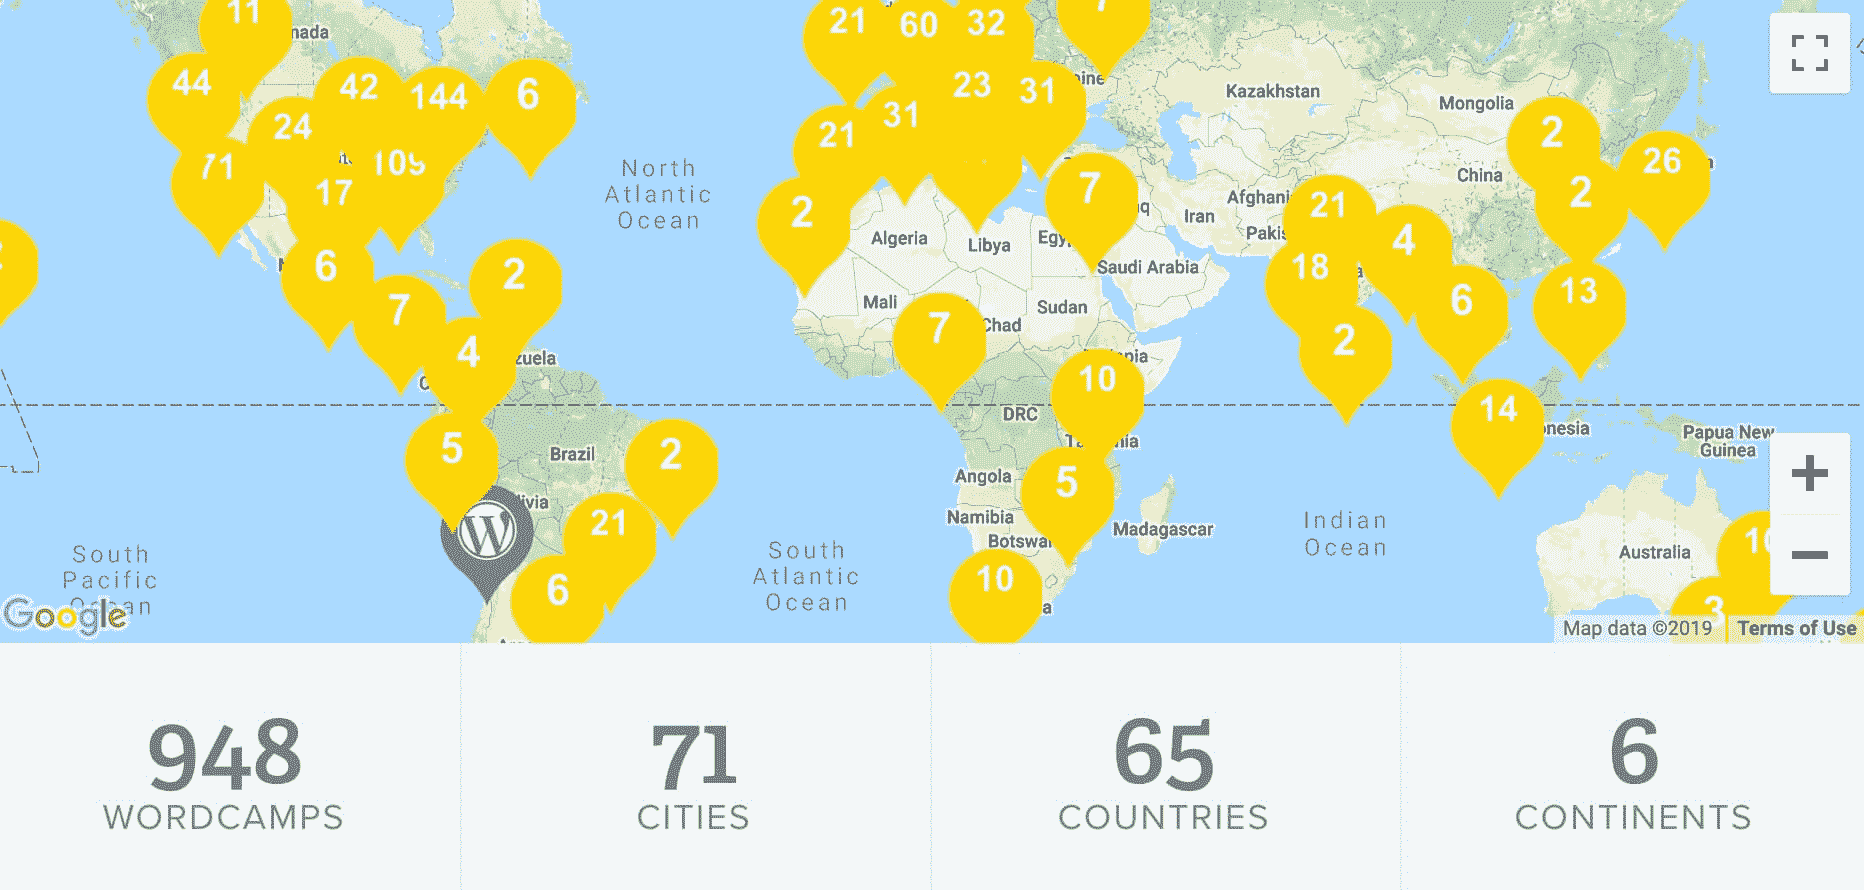 11
nada
21
60
32
7
44
42
144
6
24
31
23
31
21
Kazakhstan
Mongolia
2
26
71
109
17
North
Atlantic
Ocean
2
7
Algeria
Libya
Iran
China
2
21
4
18
6
2
Saudi Arabia
Mali
Sudan
Chad
7
4
7
zuela
6
13
2
10
DRC
14
nesia
Papua New
Guinea
5
Brazil
2
Angola
5
Namibia
Madagascar
21
W
6
South
Pacific
Ocean
South
Atlantic
Ocean
Indian
Ocean
Australia
10
3
Google
Map data ©2019
Terms of Use
948
WORDCAMPS
71
CITIES
65
COUNTRIES
6
CONTINENTS